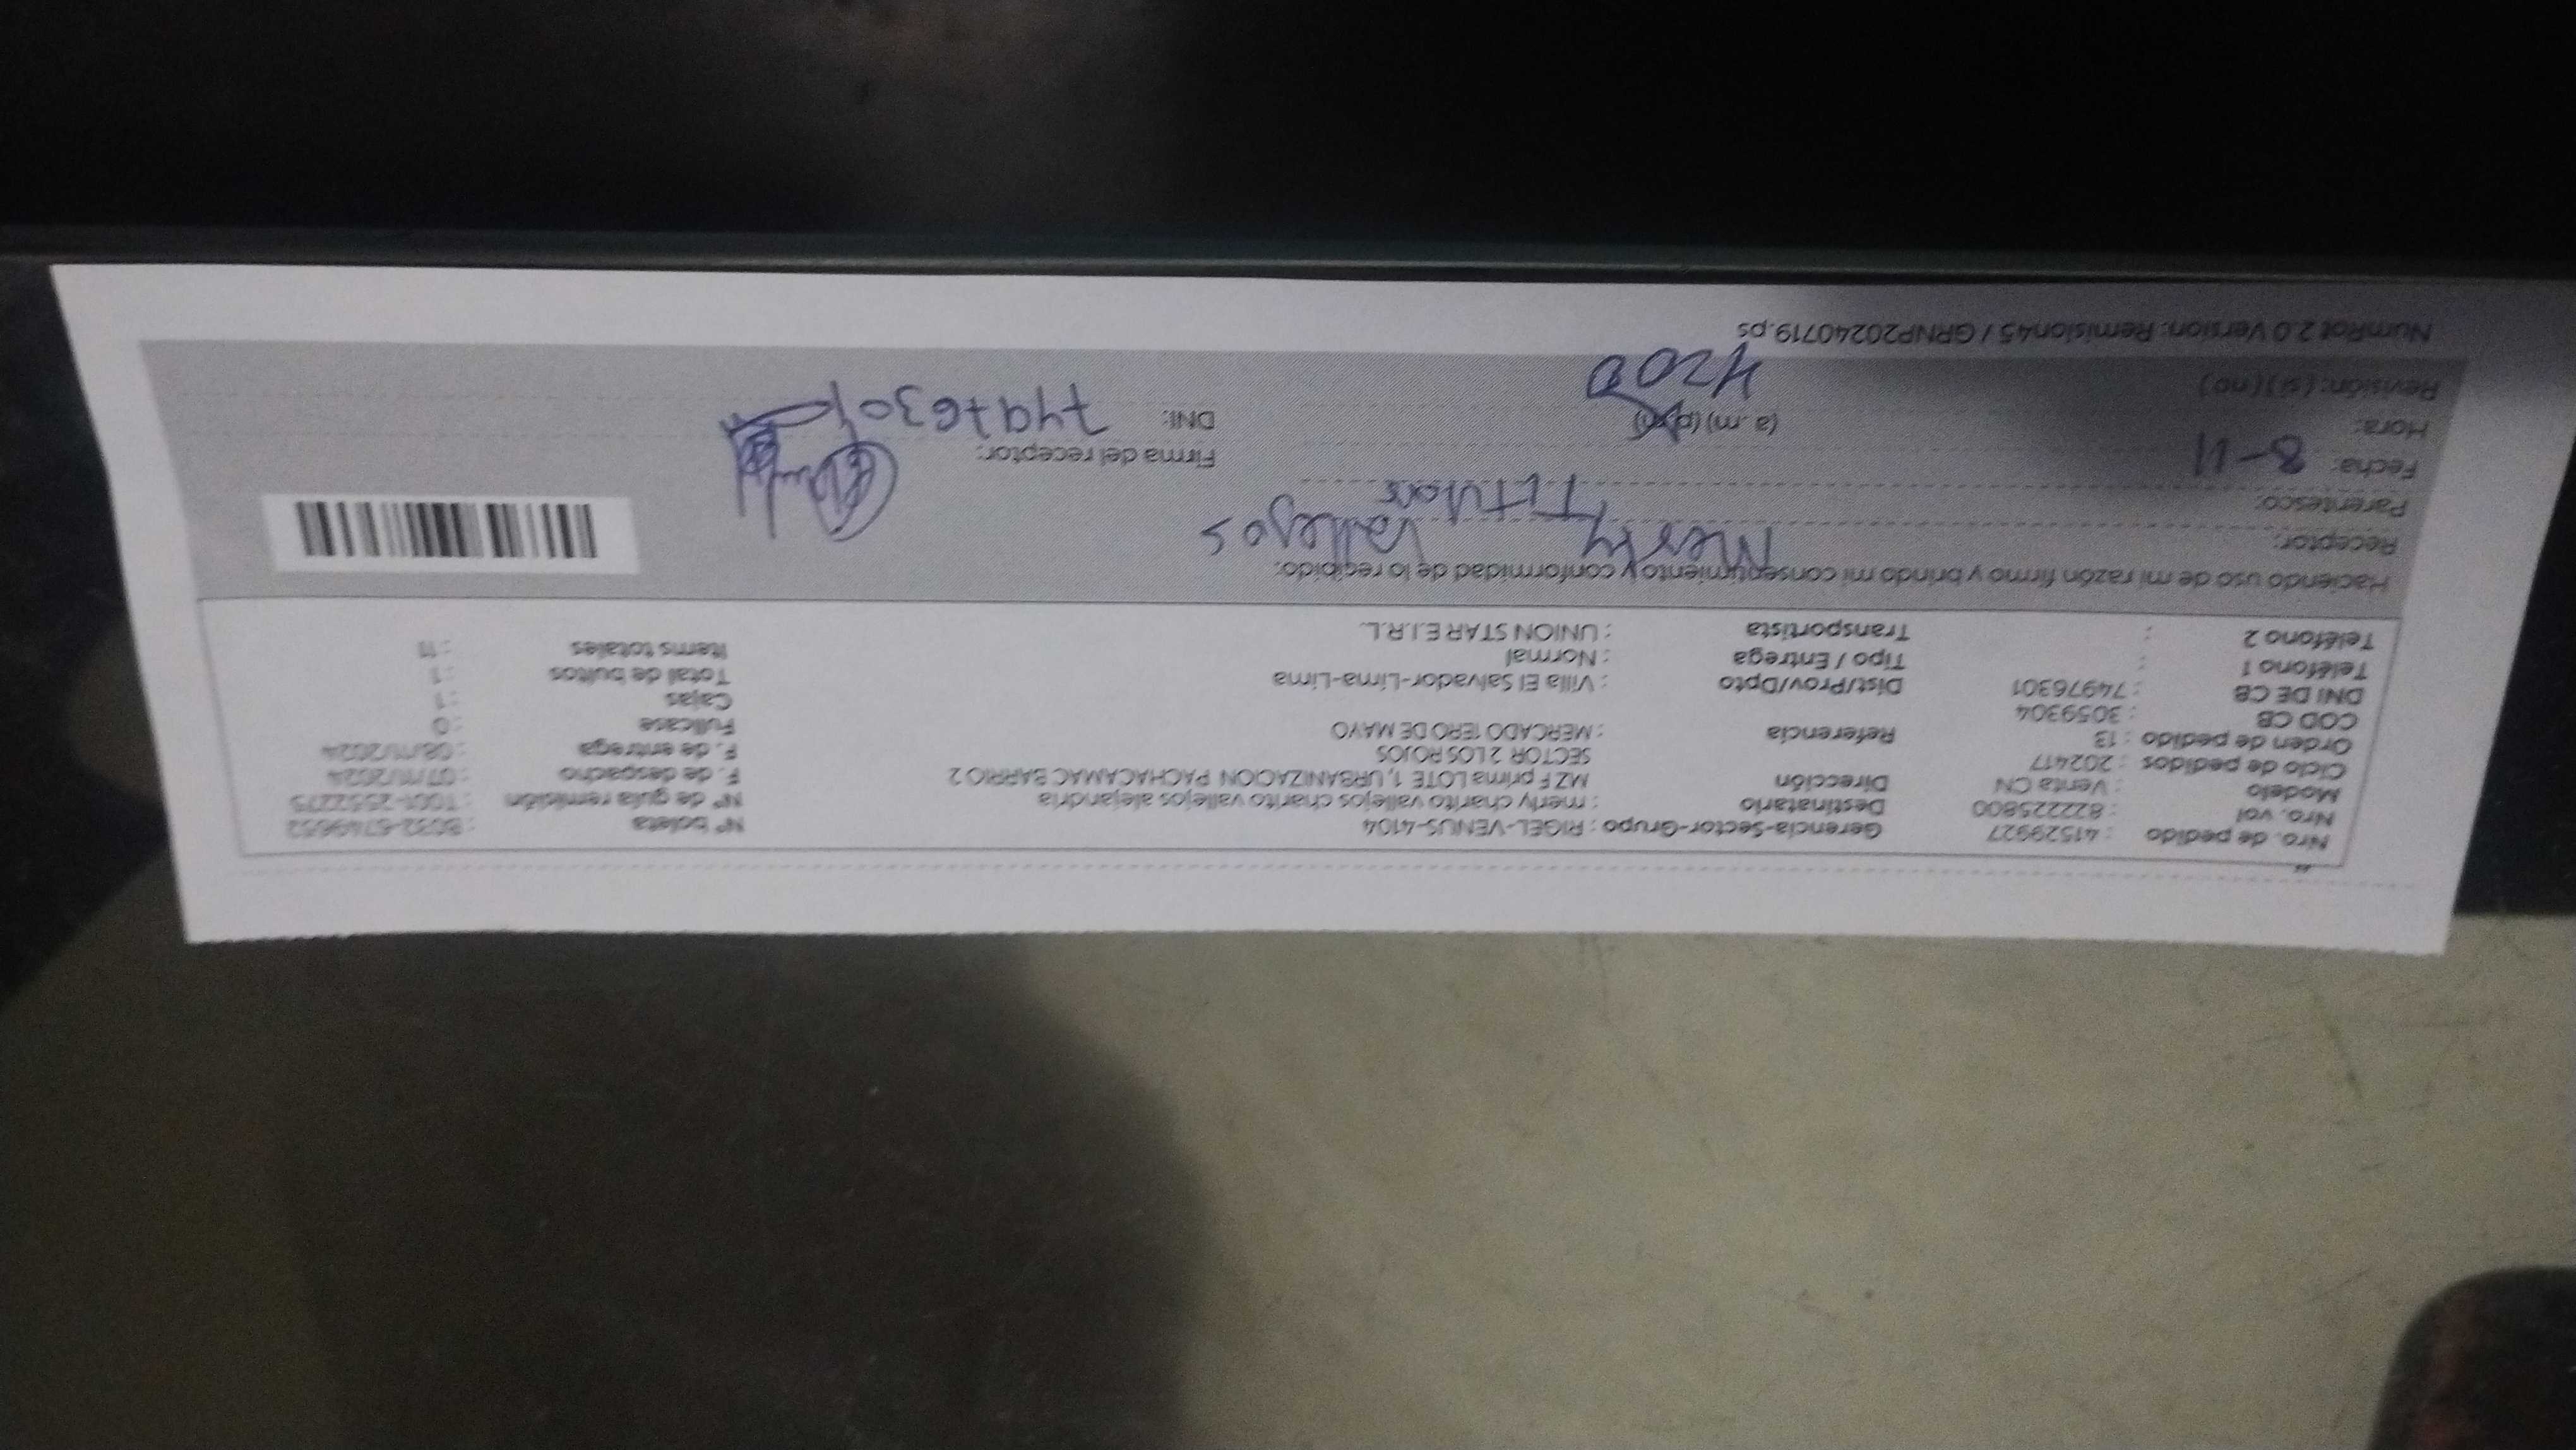 Nro. de pedido : 41529927 Gerencia-Sector-Grupo : RIGEL-VENUS-4104 Nº boleta : B032-6749652
Nro. vol : 822225800 Destinatario : merly charito vallejos charito vallejos alejandria Nº de guía remisión : T001-2552275
Modelo : Venta CN Dirección MZ F prima LOTE 1, URBANIZACION PACHACAMAC BARRIO 2 F. de despacho : 07/11/2024
Ciclo de pedidos : 202417 SECTOR 2 LOS ROJOS F. de entrega : 08/11/2024
Orden de pedido : 13 Referencia : MERCADO 1ERO DE MAYO Fullcase : 0
COD CB : 3059304 Cajas : 1
DNI DE CB : 74976301 Dist/Prov/Dpto : Villa El Salvador-Lima-Lima Total de bultos : 1
Teléfono 1 : Tipo / Entrega : Normal Items totales : 11
Teléfono 2 : Transportista : UNION STAR E.I.R.L.
Haciendo uso de mi razón firmo y brindo mi consentimiento y conformidad de lo recibido:
Receptor: Merly Vallejos
Parentesco: Titular
Fecha: 8-11 Firma del receptor:
Hora: (a.m) (p.m) DNI: 74976301
Revisión: (si) (no) 4200
NumRot 2.0 Version: Remision45 / GRNP20240719.ps